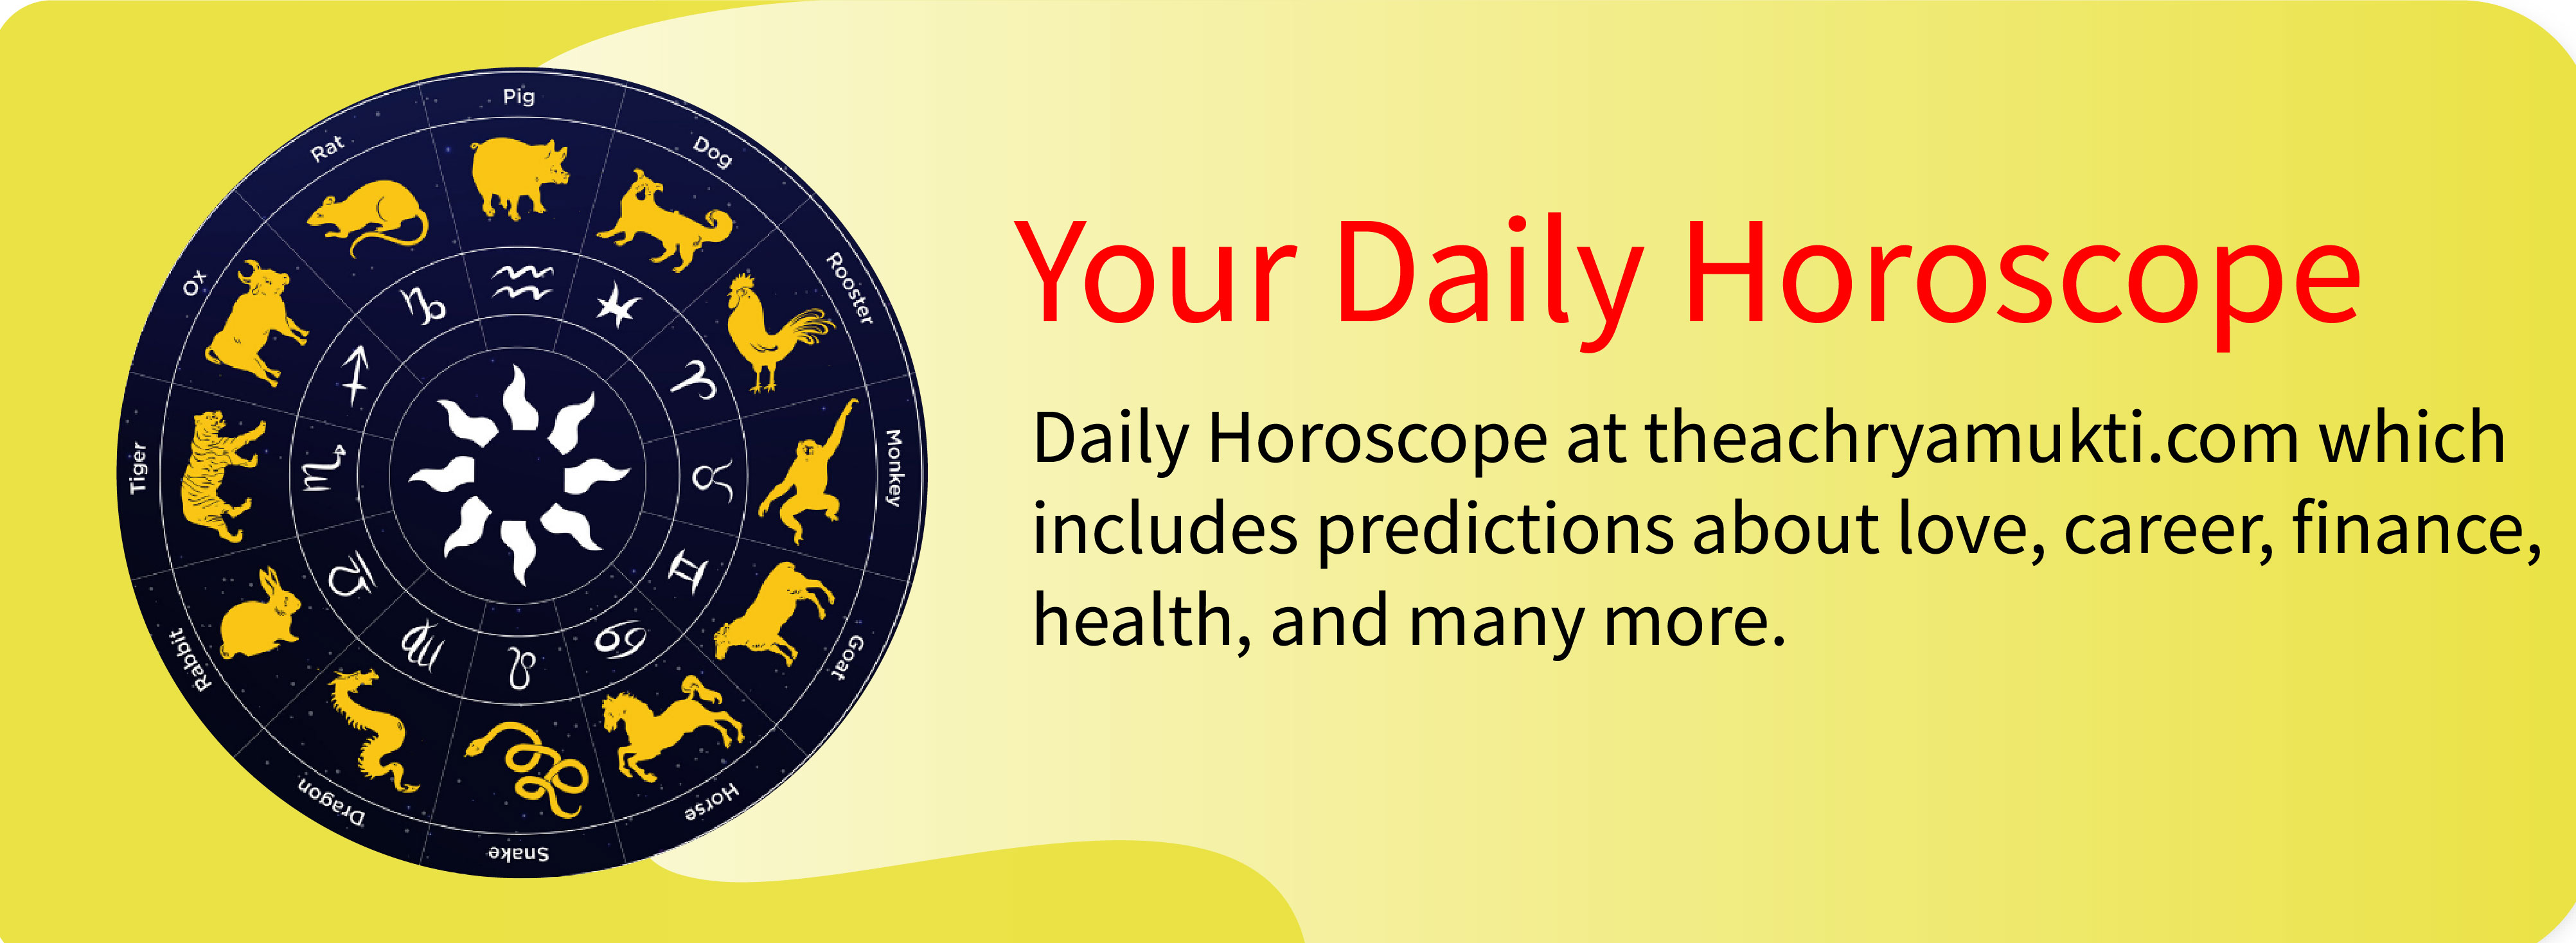 Pig
Dog
Rooster
Monkey
Goat
Horse
Snake
Dragon
Rabbit
Tiger
Ox
Rat
Your Daily Horoscope
Daily Horoscope at theachryamukti.com which
includes predictions about love, career, finance,
health, and many more.